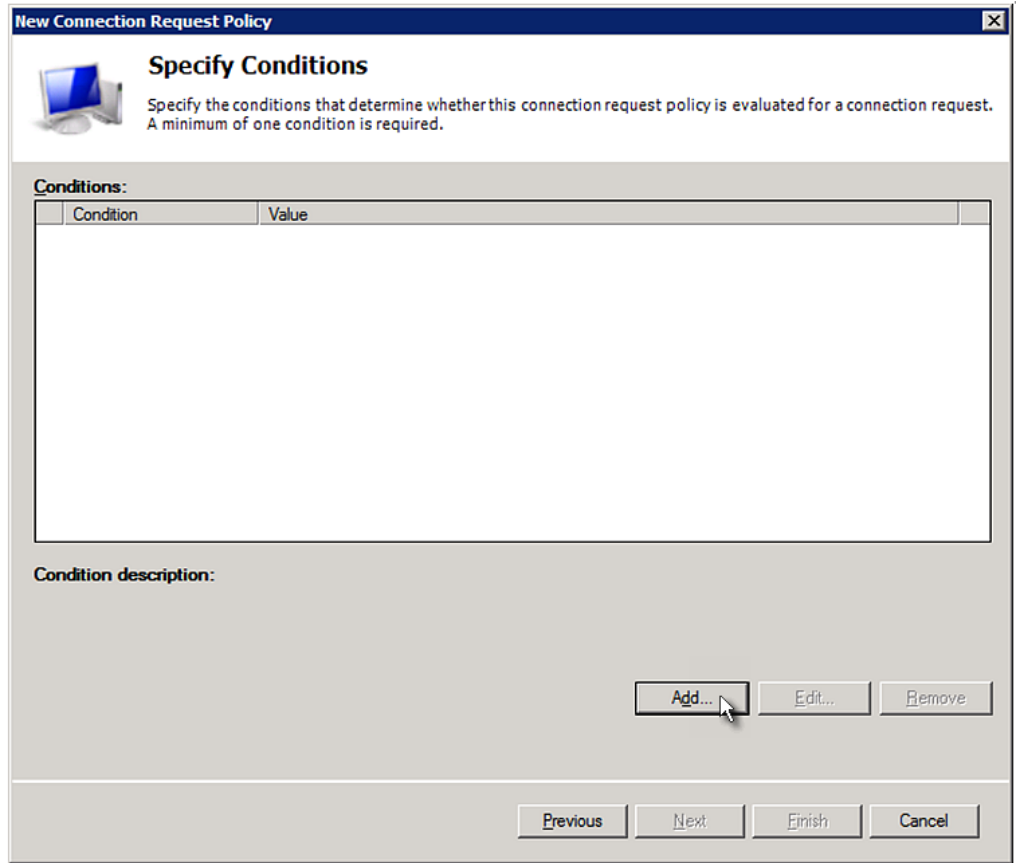 New Connection Request Policy
Specify Conditions
Specify the conditions that determine whether this connection request policy is evaluated for a connection request.
A minimum of one condition is required.
Conditions:
Condition Value
Condition description:
Add... Edit... Remove
Previous Next Finish Cancel